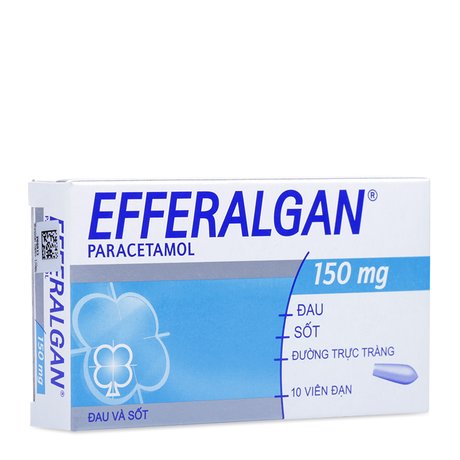 EFFERALGAN®
PARACETAMOL
150 mg
ĐAU
SỐT
ĐƯỜNG TRỰC TRÀNG
10 VIÊN ĐẠN
ĐAU VÀ SỐT
EFFERALGAN®
150 mg